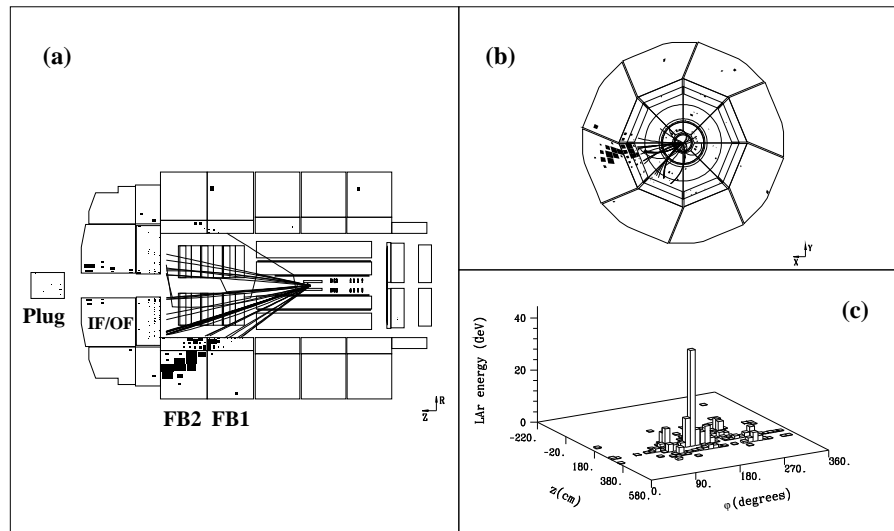 (a)
Plug
IF/OF
FB2 FB1
R
Z
(b)
Y
X
(c)
LAr energy (deV)
40
20
0
-220.
-20.
180.
380.
580.
z(cm)
0.
90.
180.
270.
360.
φ(degrees)